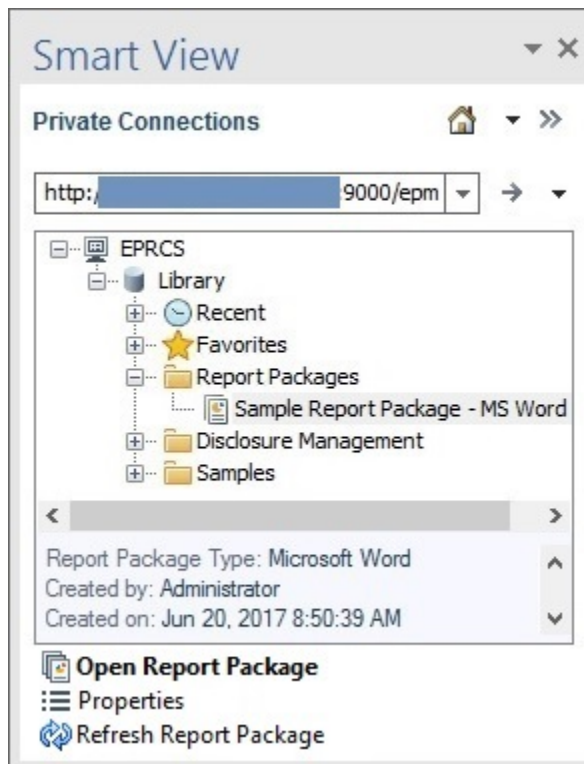 Smart View
Private Connections
http:/ :9000/epm
EPRCS
Library
Recent
Favorites
Report Packages
Sample Report Package - MS Word
Disclosure Management
Samples
Report Package Type: Microsoft Word
Created by: Administrator
Created on: Jun 20, 2017 8:50:39 AM
Open Report Package
Properties
Refresh Report Package